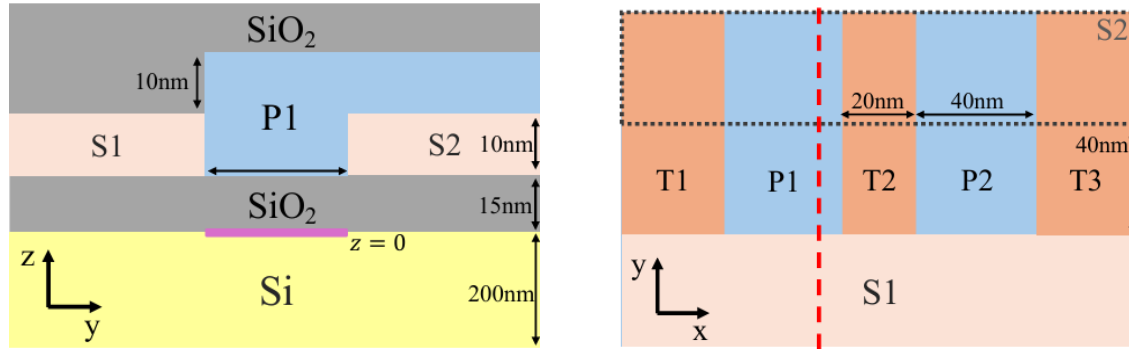 SiO₂
10nm
P1
S1
S2
10nm
SiO₂
15nm
z = 0
z
y
Si
200nm
S2
20nm
40nm
40nm
T1
P1
T2
P2
T3
y
x
S1